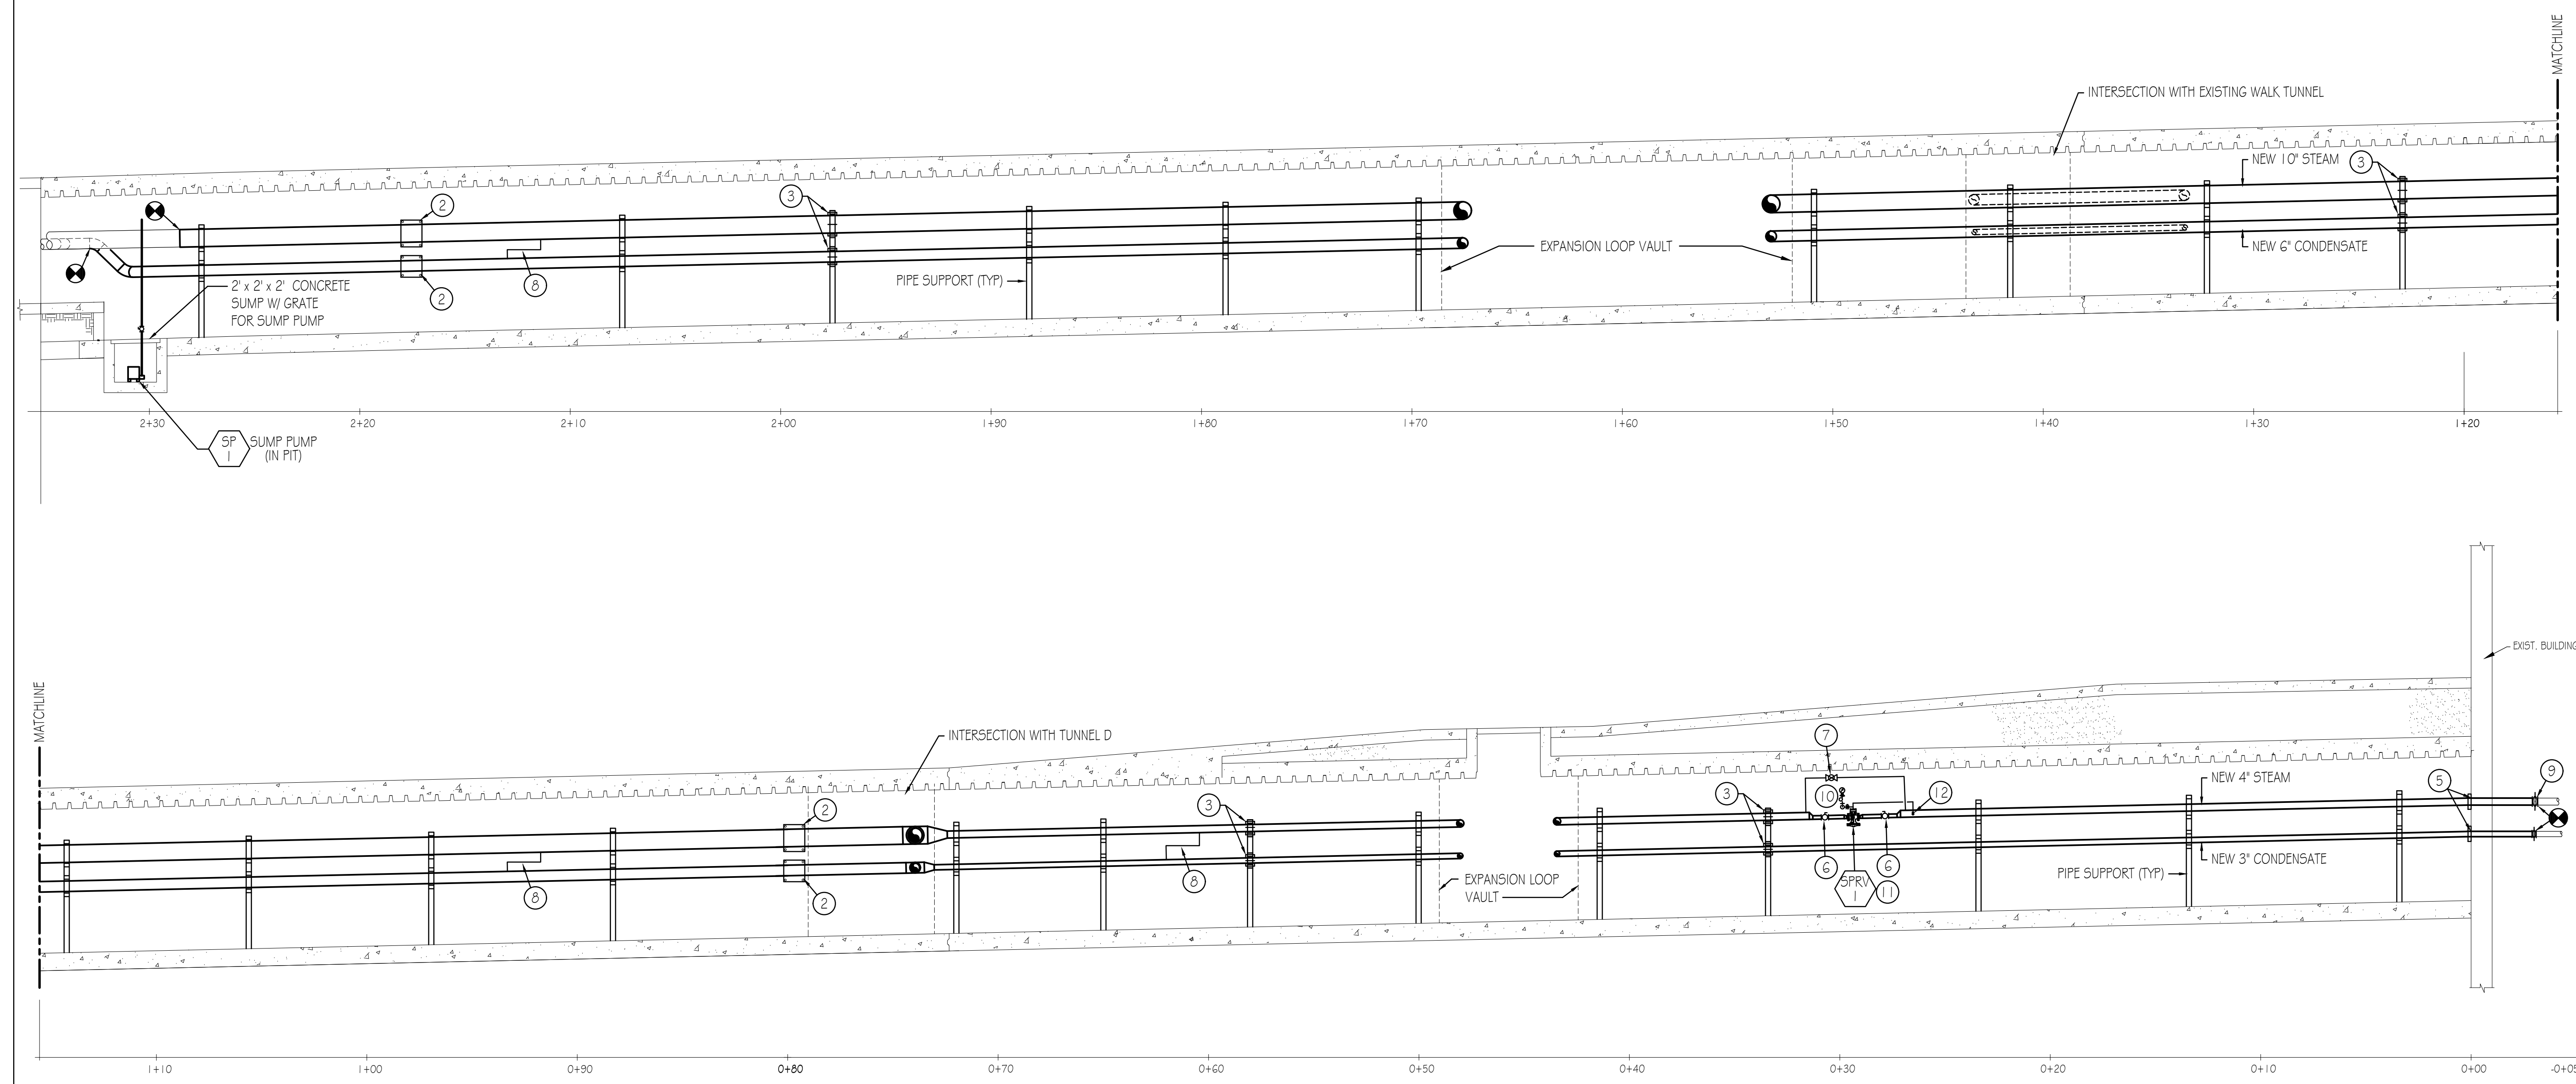 MATCHLINE
INTERSECTION WITH EXISTING WALK TUNNEL
NEW 10" STEAM
3
2
3
EXPANSION LOOP VAULT
NEW 6" CONDENSATE
PIPE SUPPORT (TYP)
8
2
2' x 2' x 2' CONCRETE
SUMP W/ GRATE
FOR SUMP PUMP
2+30
2+20
2+10
2+00
1+90
1+80
1+70
1+60
1+50
1+40
1+30
1+20
SP
1
SUMP PUMP
(IN PIT)
EXIST. BUILDING
MATCHLINE
INTERSECTION WITH TUNNEL D
7
NEW 4" STEAM
5
9
2
3
3
10
12
8
2
8
EXPANSION LOOP
VAULT
6
6
SPRV
1
11
NEW 3" CONDENSATE
PIPE SUPPORT (TYP)
1+10
1+00
0+90
0+80
0+70
0+60
0+50
0+40
0+30
0+20
0+10
0+00